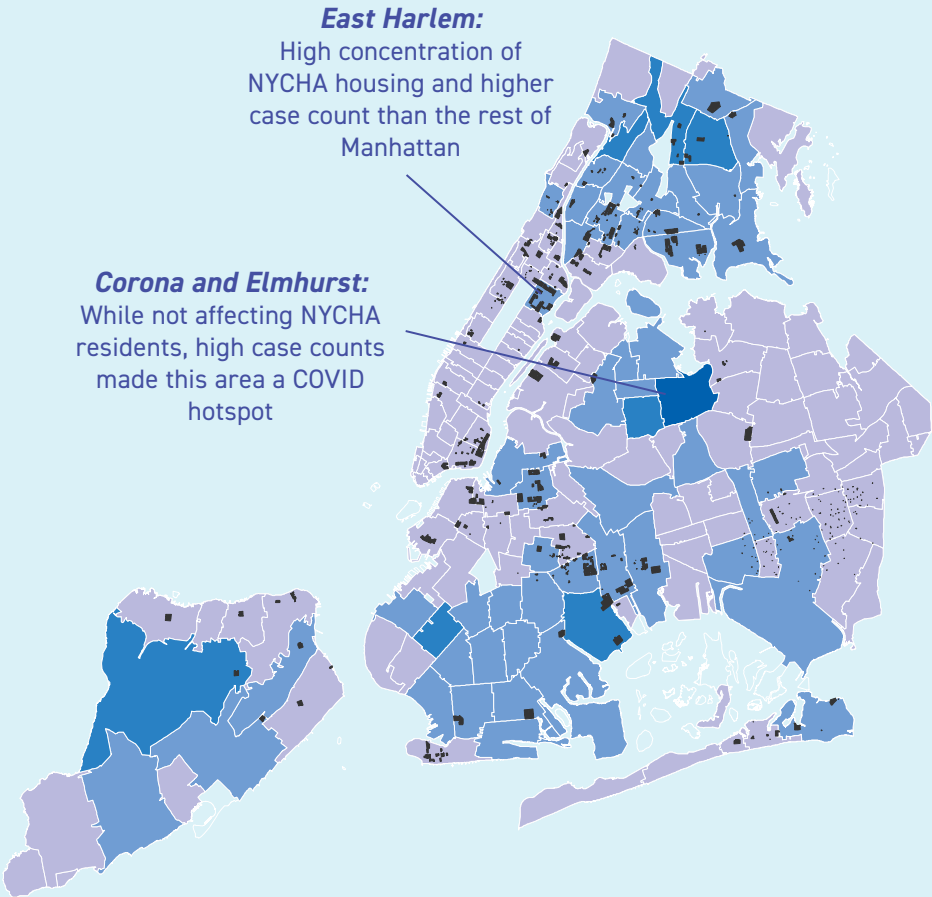 East Harlem:
High concentration of
NYCHA housing and higher
case count than the rest of
Manhattan
Corona and Elmhurst:
While not affecting NYCHA
residents, high case counts
made this area a COVID
hotspot